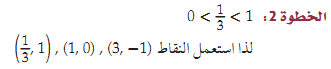 الخطوة 2: 0 < 1/3 < 1
لذا استعمل النقاط (3, −1) , (1, 0) , (1/3, 1)